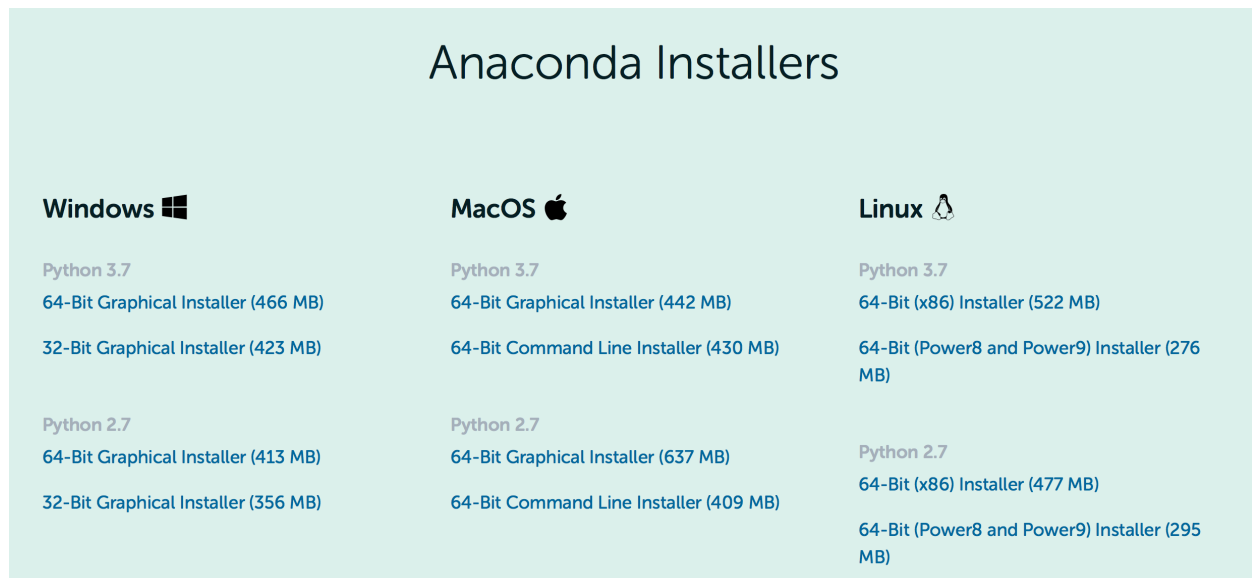 Anaconda Installers
Windows
Python 3.7
64-Bit Graphical Installer (466 MB)
32-Bit Graphical Installer (423 MB)
Python 2.7
64-Bit Graphical Installer (413 MB)
32-Bit Graphical Installer (356 MB)
MacOS
Python 3.7
64-Bit Graphical Installer (442 MB)
64-Bit Command Line Installer (430 MB)
Python 2.7
64-Bit Graphical Installer (637 MB)
64-Bit Command Line Installer (409 MB)
Linux
Python 3.7
64-Bit (x86) Installer (522 MB)
64-Bit (Power8 and Power9) Installer (276
MB)
Python 2.7
64-Bit (x86) Installer (477 MB)
64-Bit (Power8 and Power9) Installer (295
MB)